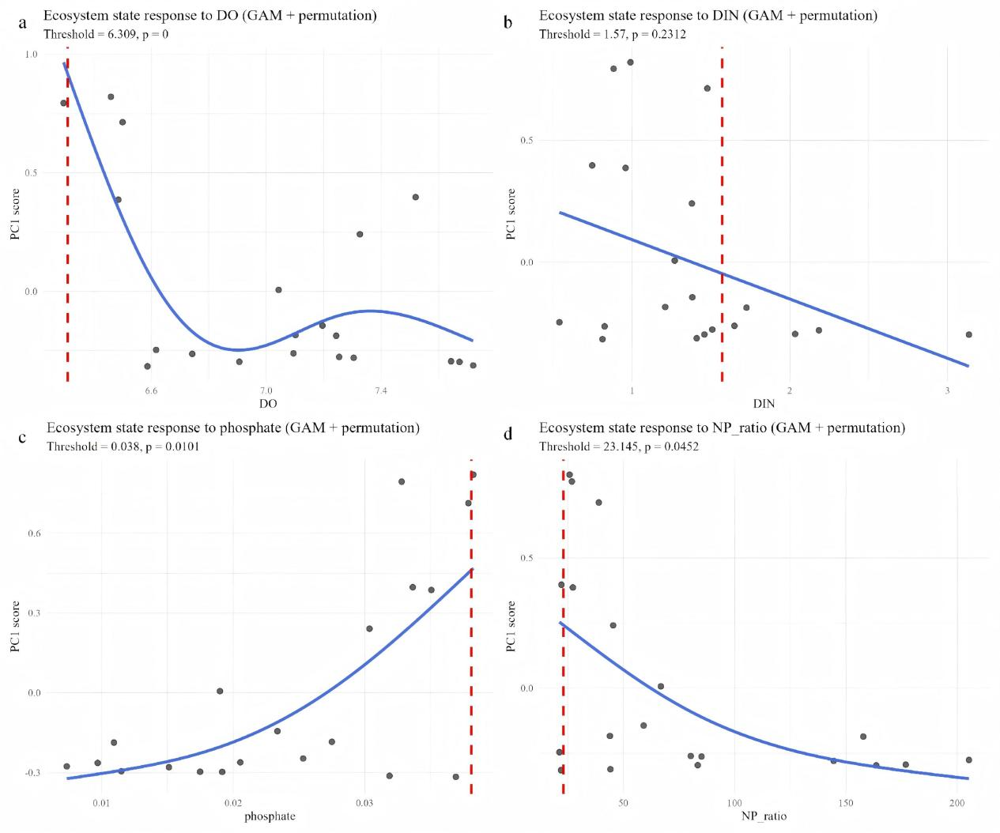 a
Ecosystem state response to DO (GAM + permutation)
Threshold = 6.309, p = 0
1.0
0.5
0.0
PC1 score
6.6
7.0
7.4
DO
b
Ecosystem state response to DIN (GAM + permutation)
Threshold = 1.57, p = 0.2312
0.5
0.0
PC1 score
1
2
3
DIN
c
Ecosystem state response to phosphate (GAM + permutation)
Threshold = 0.038, p = 0.0101
0.6
0.3
0.0
-0.3
PC1 score
0.01
0.02
0.03
phosphate
d
Ecosystem state response to NP_ratio (GAM + permutation)
Threshold = 23.145, p = 0.0452
0.5
0.0
PC1 score
50
100
150
200
NP_ratio